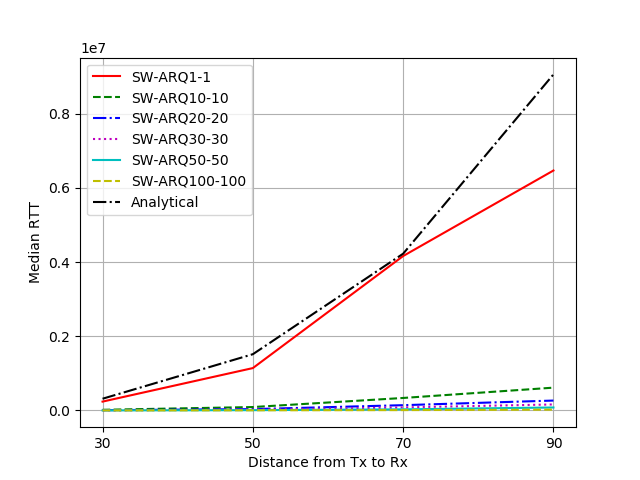 1e7
SW-ARQ1-1
SW-ARQ10-10
SW-ARQ20-20
SW-ARQ30-30
SW-ARQ50-50
SW-ARQ100-100
Analytical
0.8
0.6
0.4
0.2
0.0
Median RTT
30 50 70 90
Distance from Tx to Rx